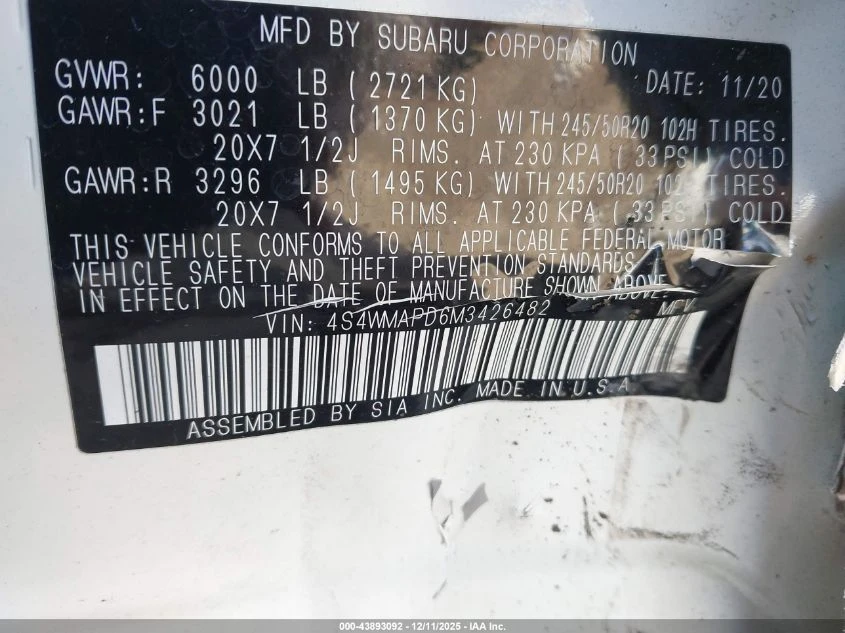 MFD BY SUBARU CORPORATION
GVWR: 6000 LB ( 2721 KG) DATE: 11/20
GAWR:F 3021 LB ( 1370 KG) WITH 245/50R20 102H TIRES.
20X7 1/2J RIMS. AT 230 KPA ( 33 PSI) COLD
GAWR:R 3296 LB ( 1495 KG) WITH 245/50R20 TIRES.
20X7 1/2J RIMS. AT 230 KPA ( 33 PSI) COLD
THIS VEHICLE CONFORMS TO ALL APPLICABLE FEDERAL MOTOR
VEHICLE SAFETY AND THEFT PREVENTION STANDARDS
IN EFFECT ON THE DATE OF MANUFACTURE SHOWN ABOVE.
VIN: 4S4WMAPD6M3426482 MPV
ASSEMBLED BY SIA INC. MADE IN U.S.A.
000-43893092 - 12/11/2025 - IAA Inc.